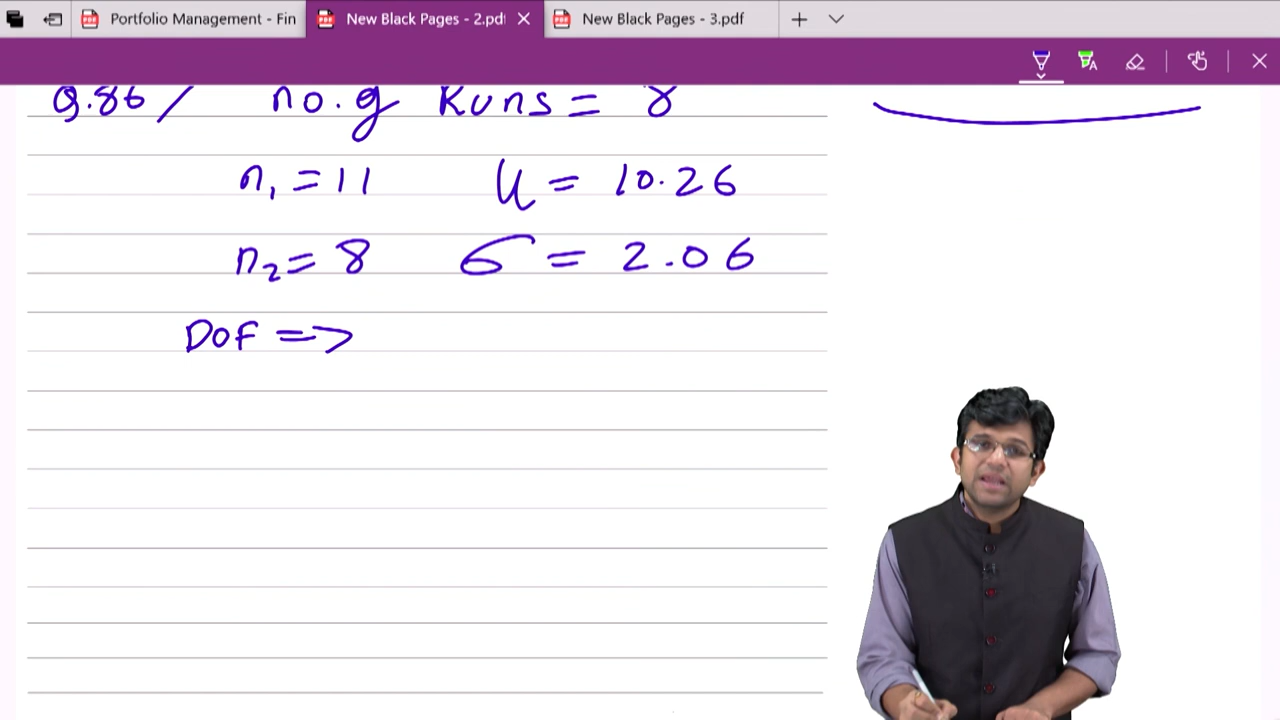 Portfolio Management - Fin
New Black Pages - 2.pdf
New Black Pages - 3.pdf
Q.86/ no. of Runs = 8
n₁ = 11 μ = 10.26
n₂ = 8 σ = 2.06
DOF =>